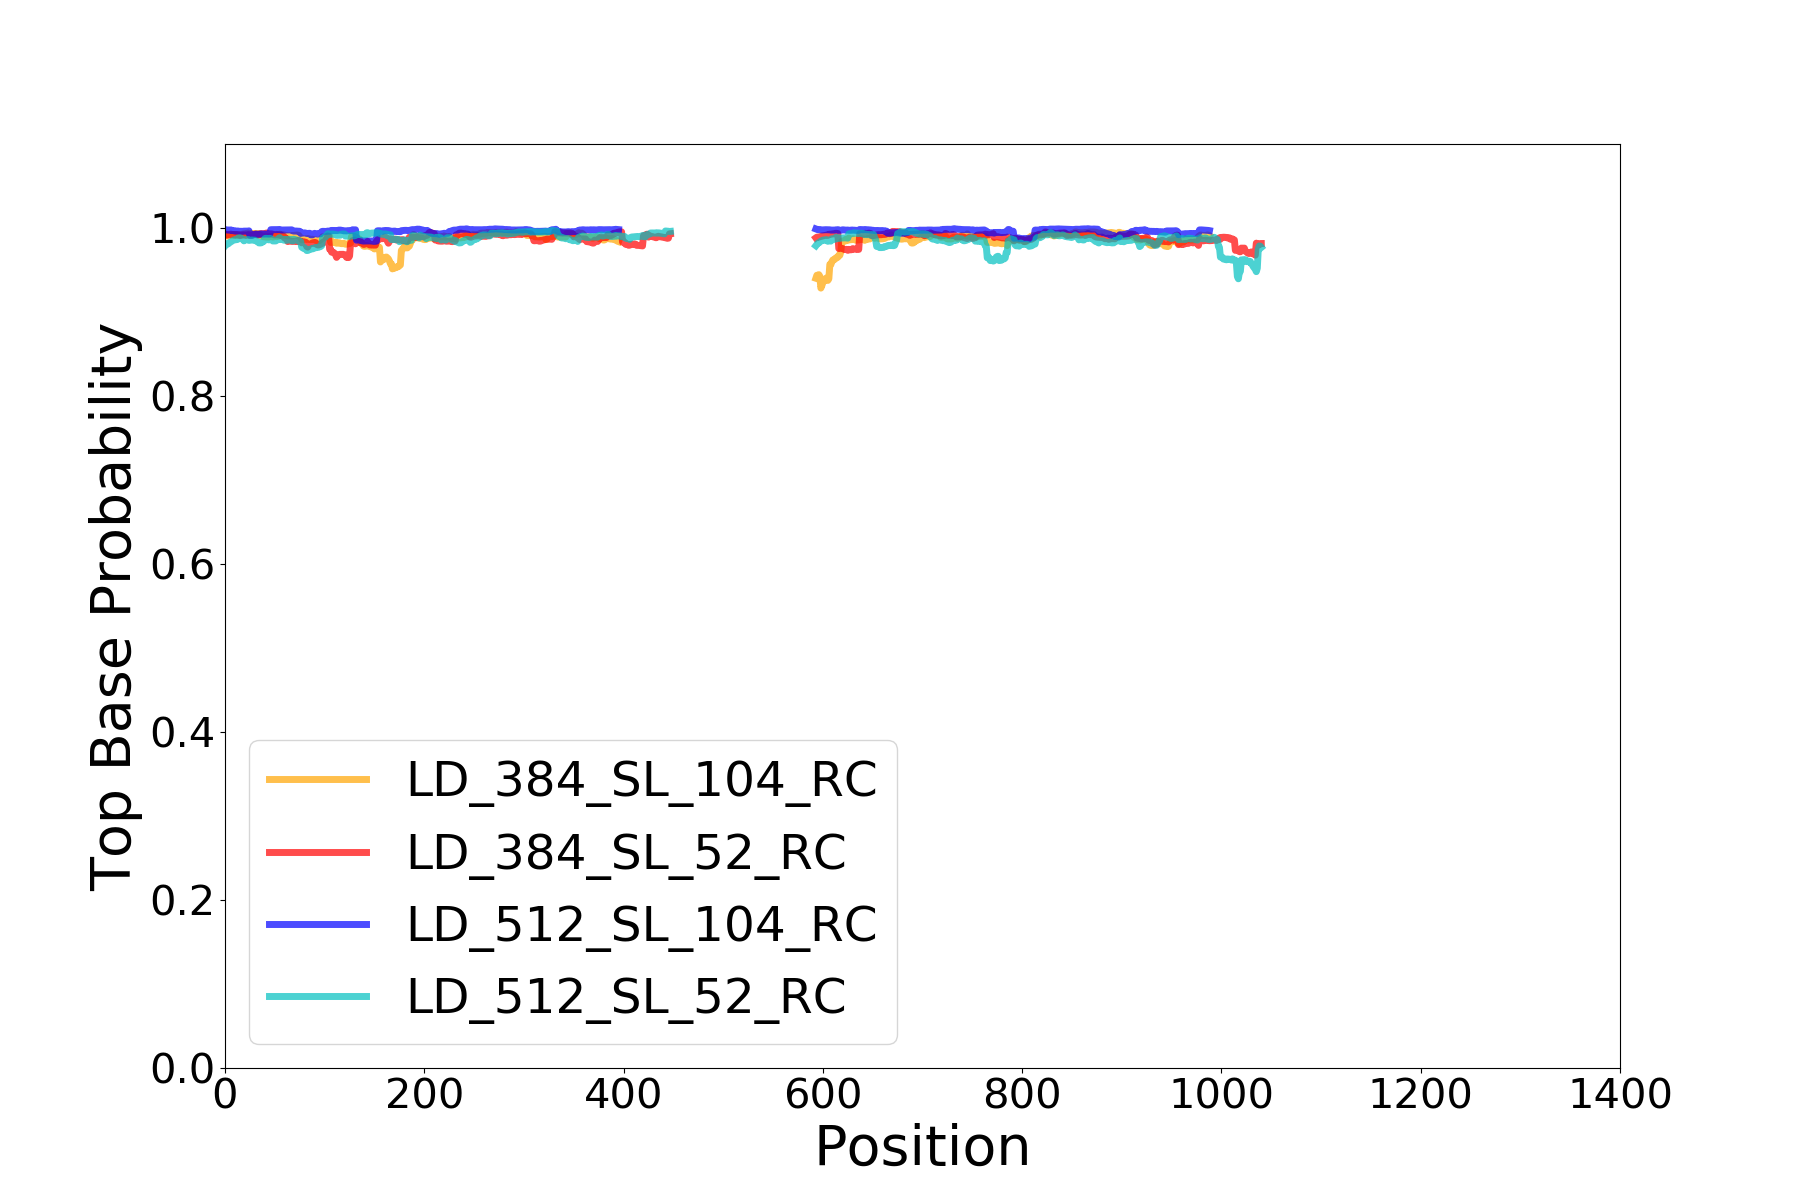 Top Base Probability
1.0
0.8
0.6
0.4
0.2
0.0
LD_384_SL_104_RC
LD_384_SL_52_RC
LD_512_SL_104_RC
LD_512_SL_52_RC
0 200 400 600 800 1000 1200 1400
Position